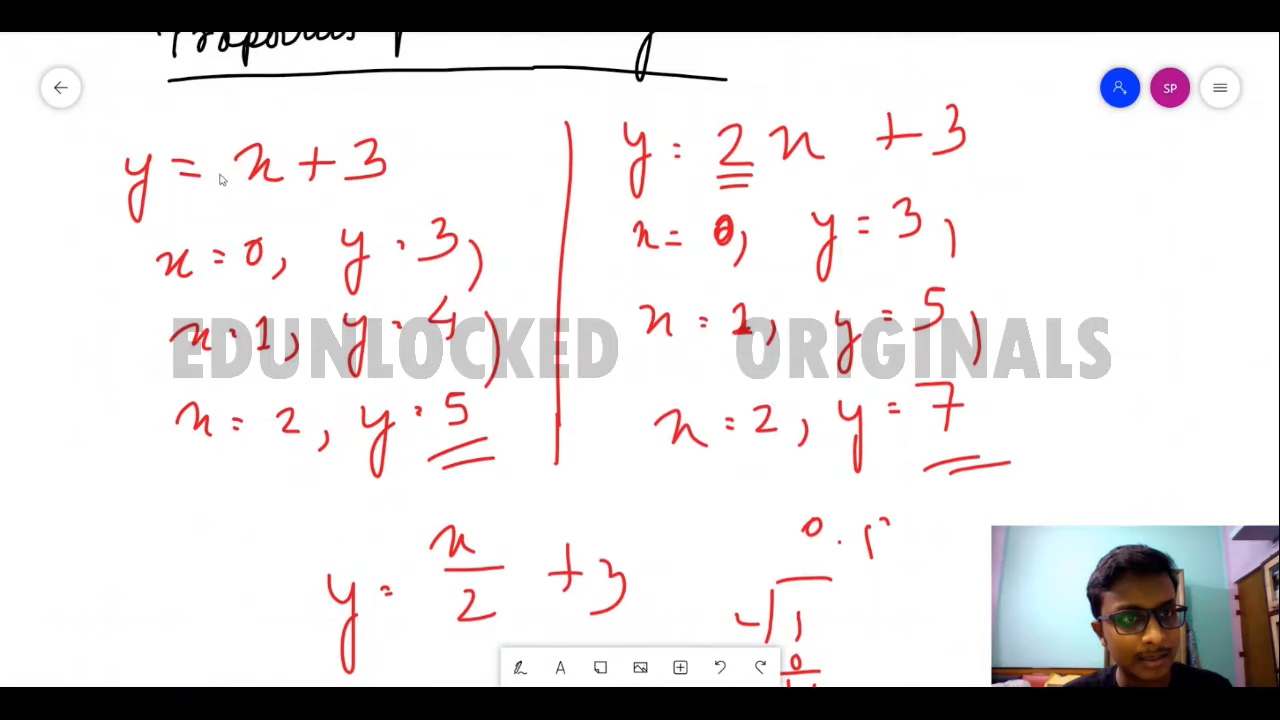 SP
y = x + 3
x = 0, y = 3,
x = 1, y = 4,
x = 2, y = 5
y = 2x + 3
x = 0, y = 3,
x = 1, y = 5,
x = 2, y = 7
EDUNLOCKED ORIGINALS
y = x/2 + 3
A